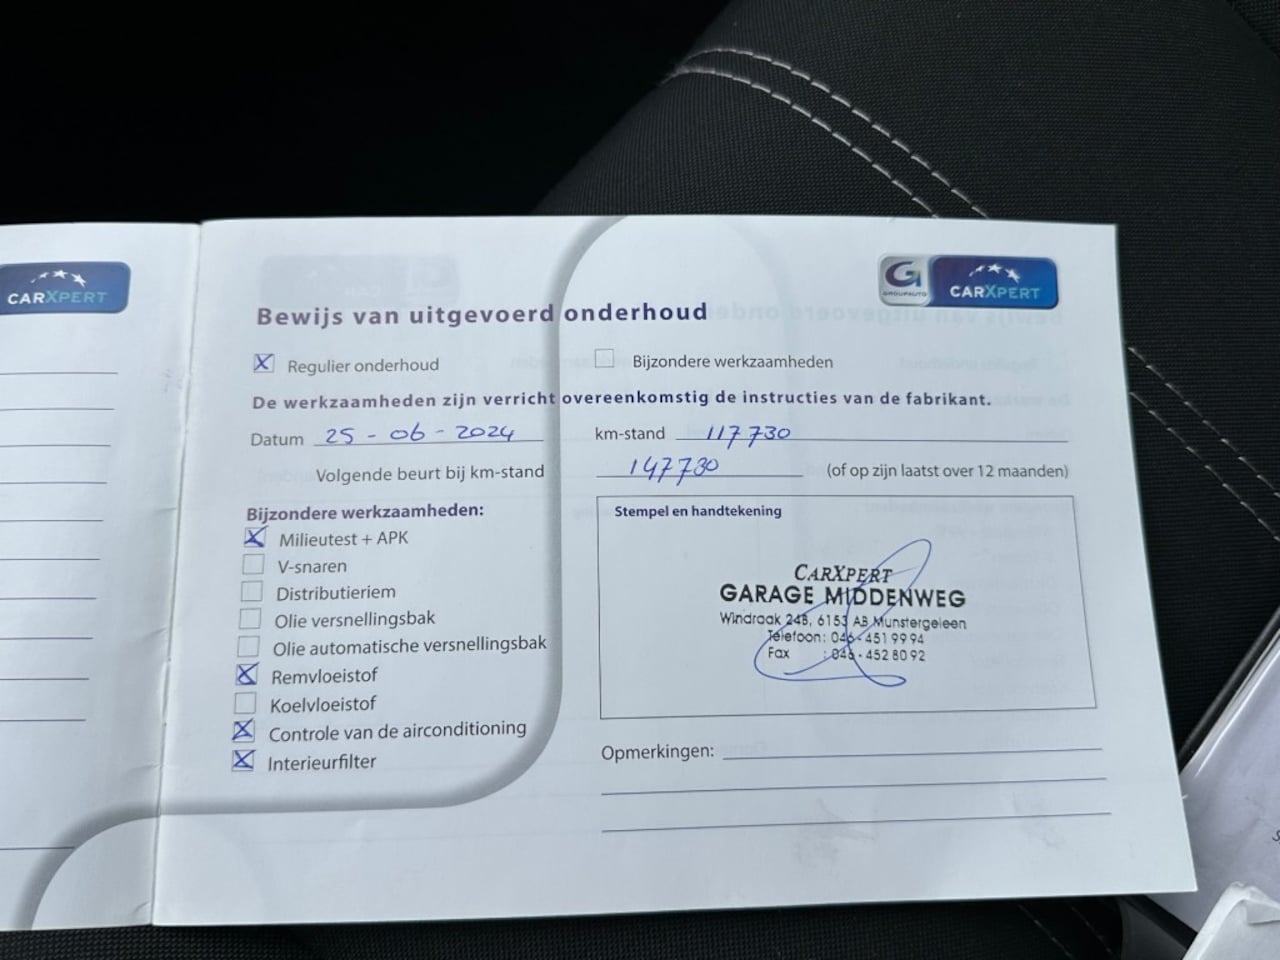 CARXPERT
GROUPAUTO CARXPERT
Bewijs van uitgevoerd onderhoud
Regulier onderhoud
Bijzondere werkzaamheden
De werkzaamheden zijn verricht overeenkomstig de instructies van de fabrikant.
Datum 25-06-2024 km-stand 117730
Volgende beurt bij km-stand 147730 (of op zijn laatst over 12 maanden)
Bijzondere werkzaamheden:
Milieutest + APK
V-snaren
Distributieriem
Olie versnellingsbak
Olie automatische versnellingsbak
Remvloeistof
Koelvloeistof
Controle van de airconditioning
Interieurfilter
Stempel en handtekening
CARXPERT
GARAGE MIDDENWEG
Windraak 24B, 6153 AB Munstergeleen
Telefoon: 046 - 451 99 94
Fax : 046 - 452 80 92
Opmerkingen: